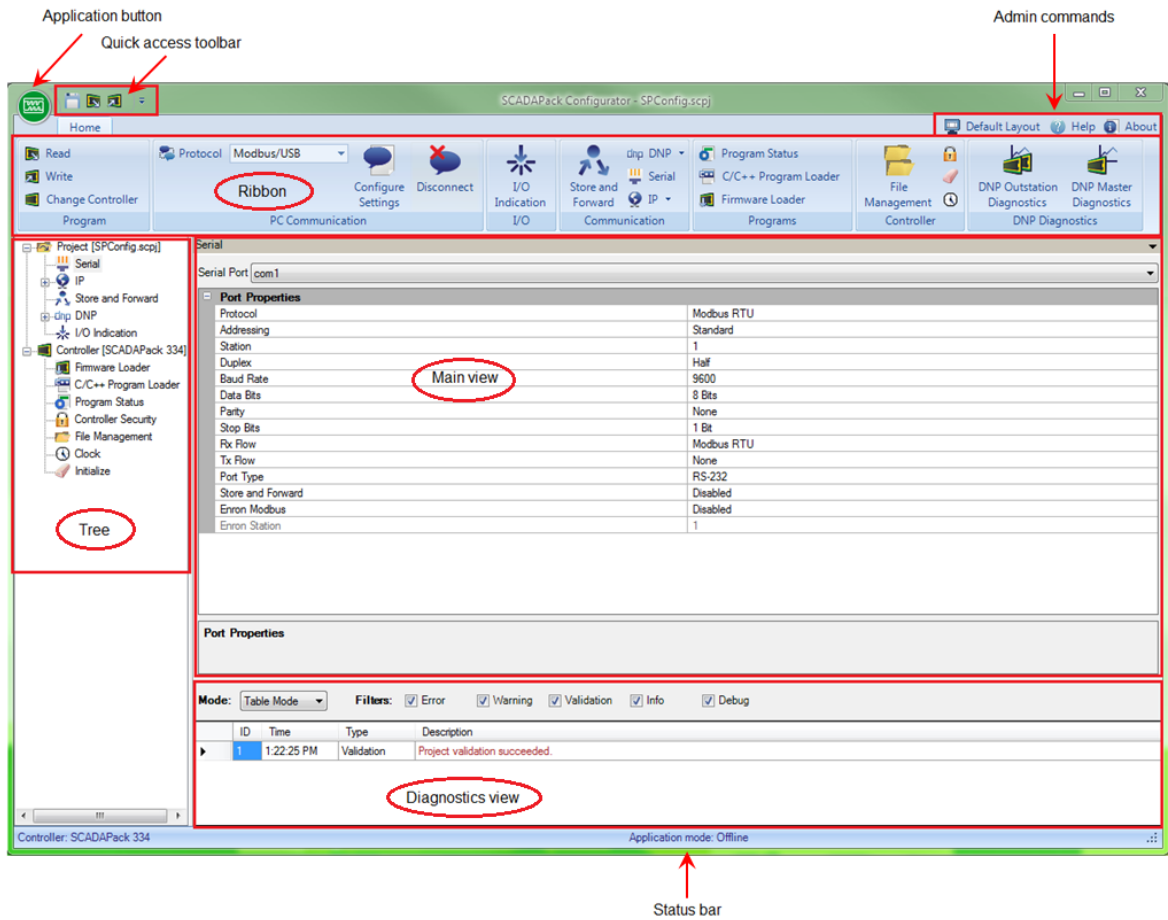 Application button
Admin commands
Quick access toolbar
SCADAPack Configurator - SPConfig.scpj
Home
Default Layout Help About
Read
Write
Change Controller
Program
Protocol Modbus/USB
Ribbon
Configure Settings
Disconnect
PC Communication
I/O Indication
I/O
Store and Forward
dnp DNP
Serial
IP
Communication
Program Status
C/C++ Program Loader
Firmware Loader
Programs
File Management
Controller
DNP Outstation Diagnostics
DNP Master Diagnostics
DNP Diagnostics
Project [SPConfig.scpj]
Serial
IP
Store and Forward
dnp DNP
I/O Indication
Controller [SCADAPack 334]
Firmware Loader
C/C++ Program Loader
Program Status
Controller Security
File Management
Clock
Initialize
Tree
Serial
Serial Port com1
Port Properties
Protocol Modbus RTU
Addressing Standard
Station 1
Duplex Half
Baud Rate 9600
Data Bits 8 Bits
Parity None
Stop Bits 1 Bit
Rx Flow Modbus RTU
Tx Flow None
Port Type RS-232
Store and Forward Disabled
Enron Modbus Disabled
Enron Station 1
Main view
Port Properties
Mode: Table Mode Filters: Error Warning Validation Info Debug
ID Time Type Description
1 1:22:25 PM Validation Project validation succeeded.
Diagnostics view
Controller: SCADAPack 334 Application mode: Offline
Status bar